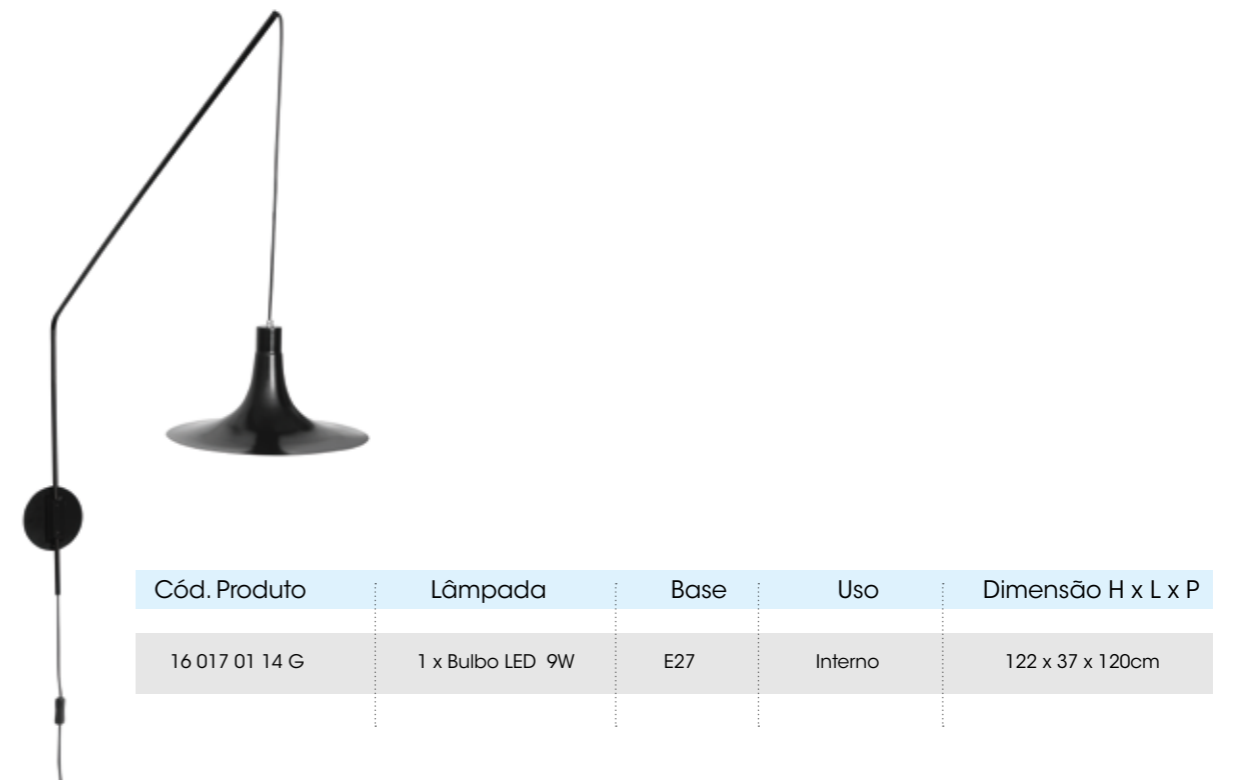 Cód. Produto Lâmpada Base Uso Dimensão H x L x P
16 017 01 14 G 1 x Bulbo LED 9W E27 Interno 122 x 37 x 120cm